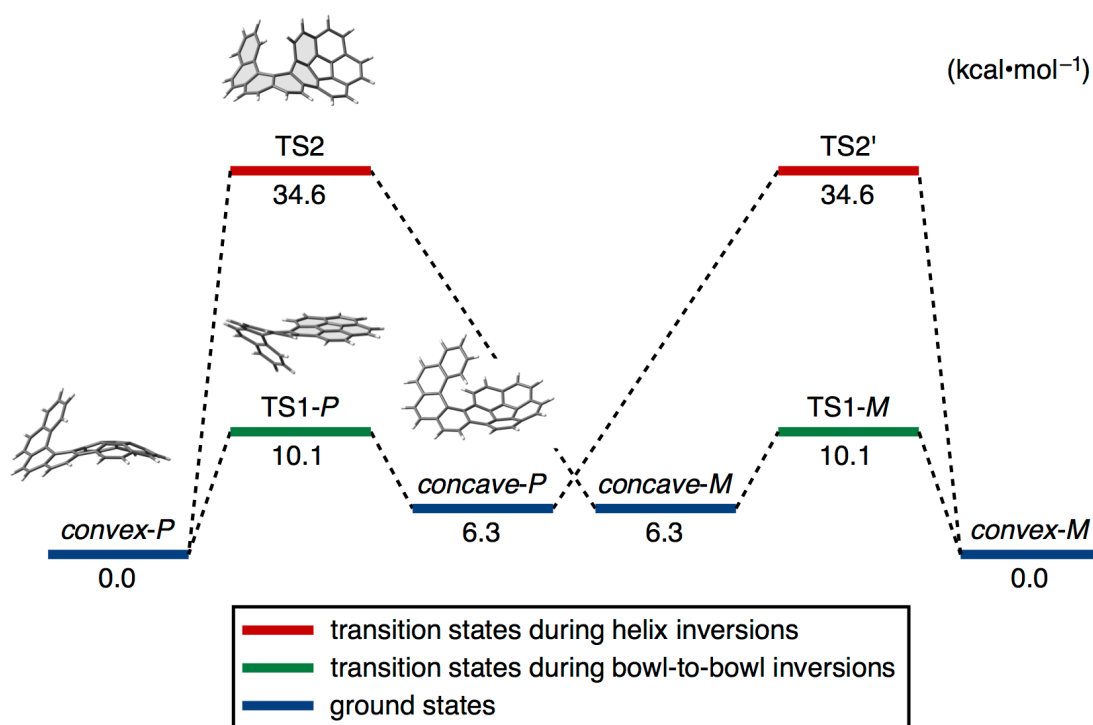 (kcal•mol⁻¹)
TS2
34.6
TS2'
34.6
TS1-P
10.1
TS1-M
10.1
concave-P
6.3
concave-M
6.3
convex-P
0.0
convex-M
0.0
transition states during helix inversions
transition states during bowl-to-bowl inversions
ground states